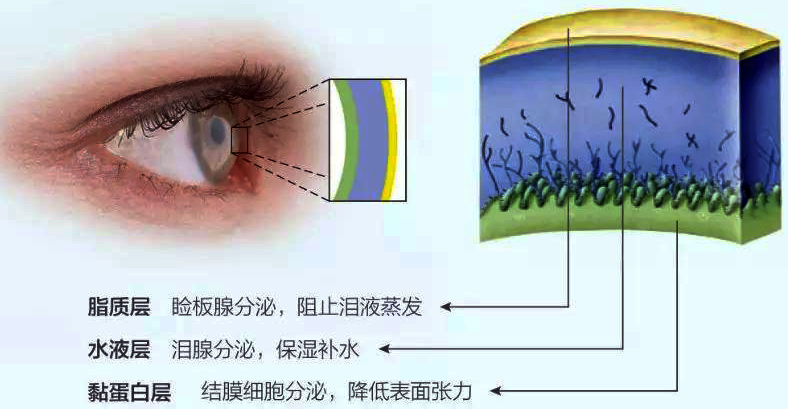 脂质层 睑板腺分泌，阻止泪液蒸发
水液层 泪腺分泌，保湿补水
黏蛋白层 结膜细胞分泌，降低表面张力